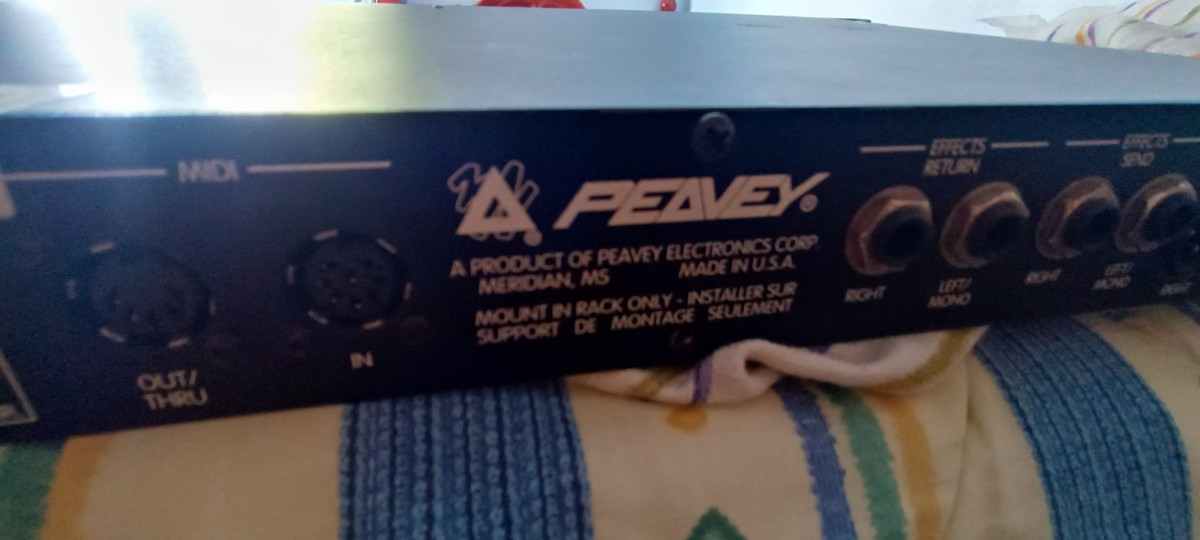 MIDI
OUT/
THRU
IN
PEAVEY®
®
A PRODUCT OF PEAVEY ELECTRONICS CORP.
MERIDIAN, MS MADE IN U.S.A.
MOUNT IN RACK ONLY - INSTALLER SUR
SUPPORT DE MONTAGE SEULEMENT
EFFECTS
RETURN
RIGHT
LEFT/
MONO
EFFECTS
SEND
RIGHT
LEFT/
MONO